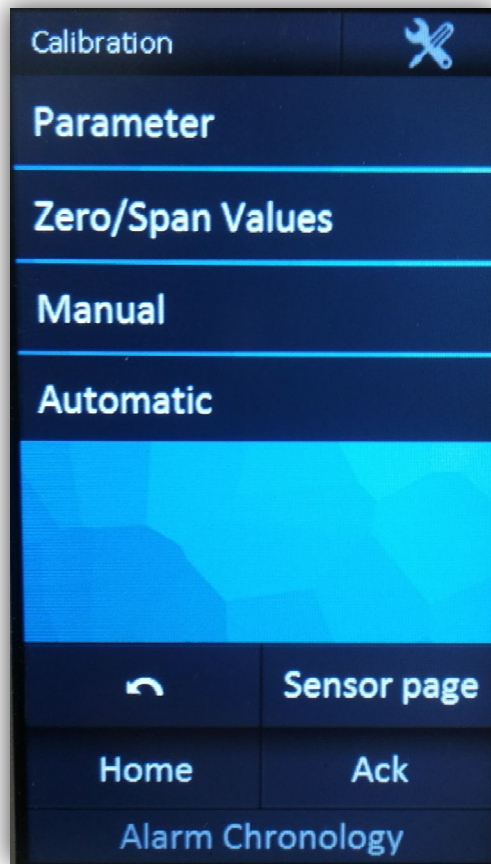 Calibration
Parameter
Zero/Span Values
Manual
Automatic
Sensor page
Home
Ack
Alarm Chronology